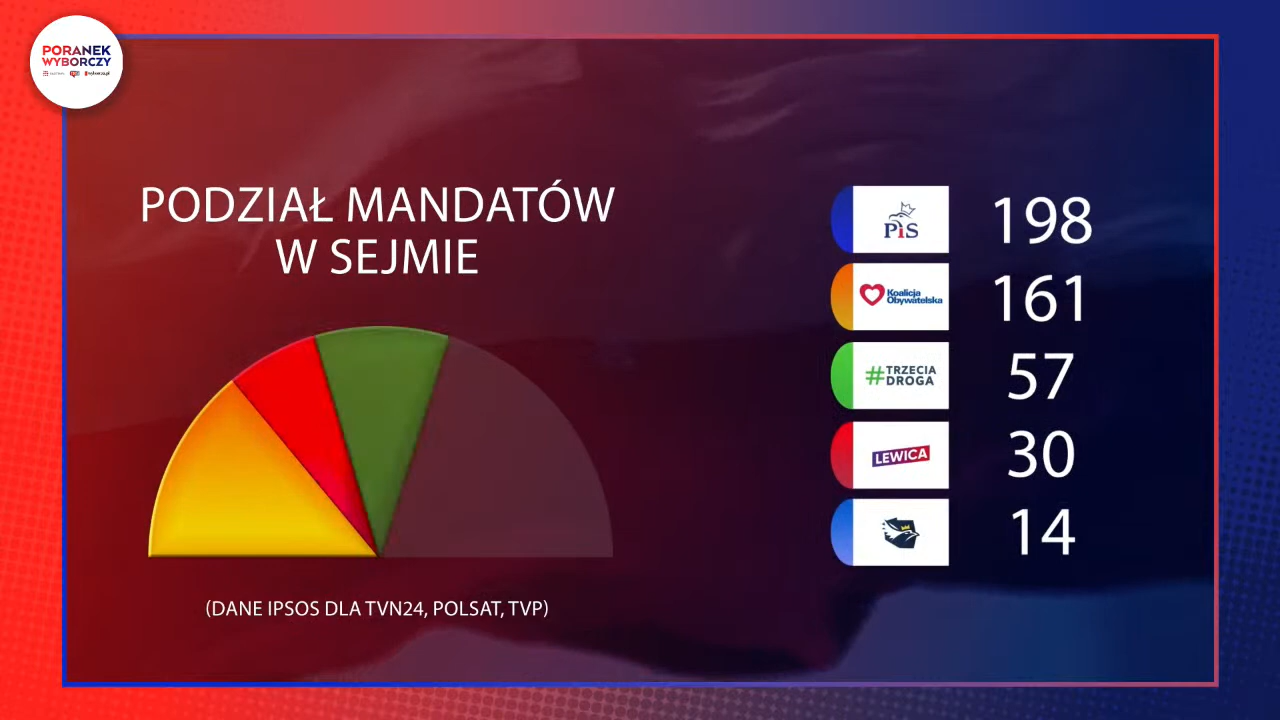 PORANEK
WYBORCZY
PODZIAŁ MANDATÓW
W SEJMIE
(DANE IPSOS DLA TVN24, POLSAT, TVP)
PiS
198
Koalicja
Obywatelska
161
#TRZECIA
DROGA
57
LEWICA
30
14